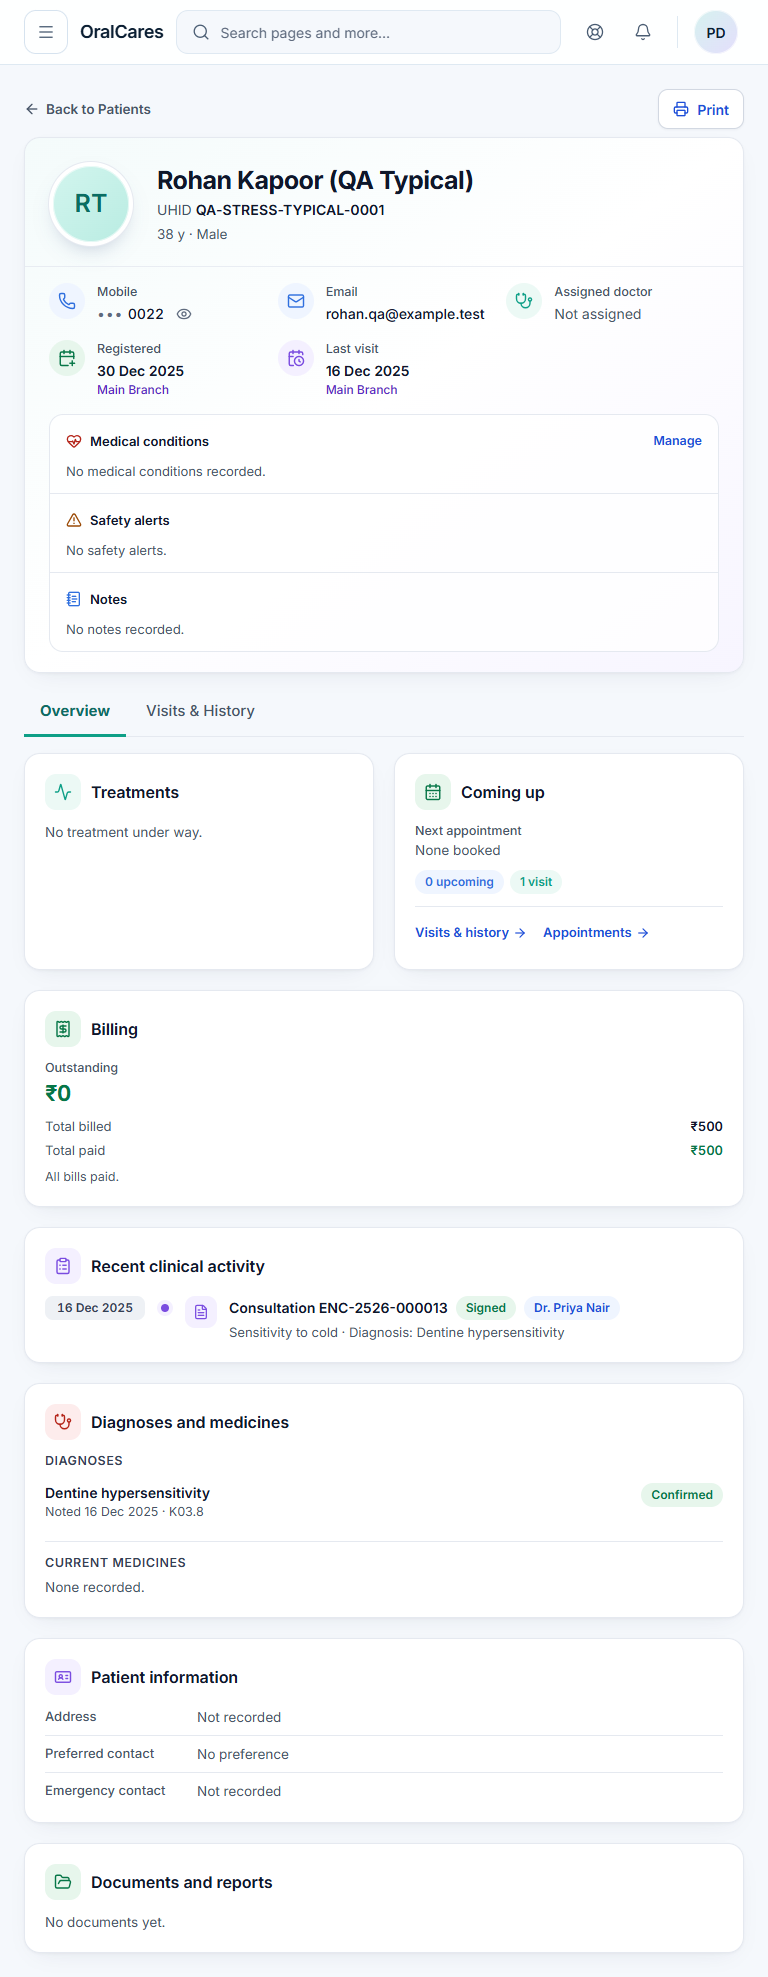 OralCares
Search pages and more...
PD
Back to Patients
Print
RT
Rohan Kapoor (QA Typical)
UHID QA-STRESS-TYPICAL-0001
38 y · Male
Mobile
••• 0022
Email
rohan.qa@example.test
Assigned doctor
Not assigned
Registered
30 Dec 2025
Main Branch
Last visit
16 Dec 2025
Main Branch
Medical conditions
Manage
No medical conditions recorded.
Safety alerts
No safety alerts.
Notes
No notes recorded.
Overview
Visits & History
Treatments
No treatment under way.
Coming up
Next appointment
None booked
0 upcoming
1 visit
Visits & history →
Appointments →
Billing
Outstanding
₹0
Total billed ₹500
Total paid ₹500
All bills paid.
Recent clinical activity
16 Dec 2025
Consultation ENC-2526-000013 Signed Dr. Priya Nair
Sensitivity to cold · Diagnosis: Dentine hypersensitivity
Diagnoses and medicines
DIAGNOSES
Dentine hypersensitivity
Confirmed
Noted 16 Dec 2025 · K03.8
CURRENT MEDICINES
None recorded.
Patient information
Address Not recorded
Preferred contact No preference
Emergency contact Not recorded
Documents and reports
No documents yet.